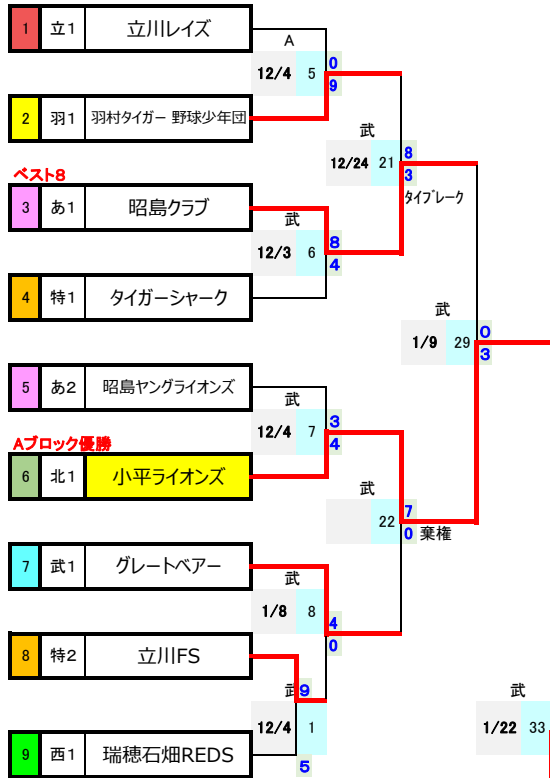 1 立1 立川レイズ
A
12/4 5 0
9
2 羽1 羽村タイガー 野球少年団
武
12/24 21 8
3
タイブレーク
ベスト8
3 あ1 昭島クラブ
武
12/3 6 8
4
4 特1 タイガーシャーク
武
1/9 29 0
3
5 あ2 昭島ヤングライオンズ
武
12/4 7 3
4
Aブロック優勝
6 北1 小平ライオンズ
武
22 7
0 棄権
7 武1 グレートベアー
武
1/8 8 4
0
8 特2 立川FS
武 9
12/4 1
5
9 西1 瑞穂石畑REDS
武
1/22 33